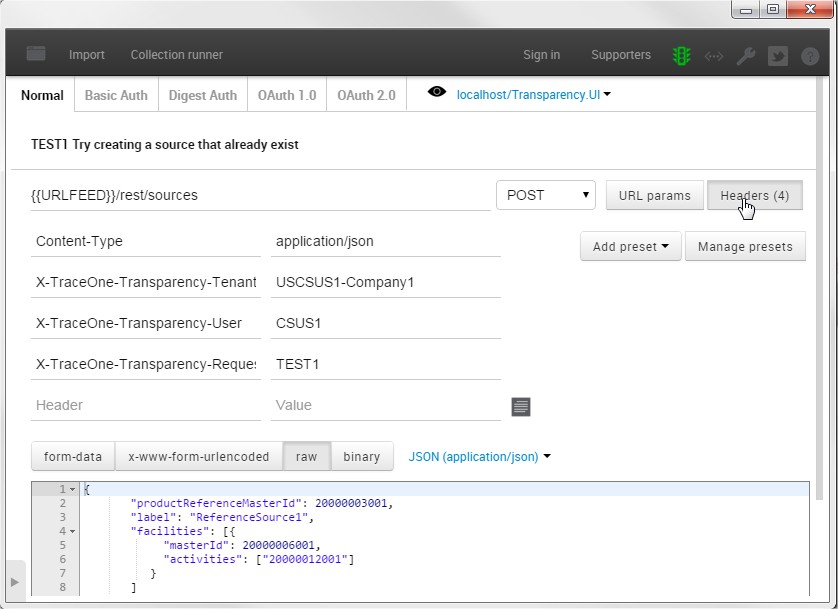 Import Collection runner Sign in Supporters
Normal Basic Auth Digest Auth OAuth 1.0 OAuth 2.0 localhost/Transparency.UI
TEST1 Try creating a source that already exist
{{URLFEED}}/rest/sources POST URL params Headers (4)
Content-Type application/json Add preset Manage presets
X-TraceOne-Transparency-Tenant USCSUS1-Company1
X-TraceOne-Transparency-User CSUS1
X-TraceOne-Transparency-Reques TEST1
Header Value
form-data x-www-form-urlencoded raw binary JSON (application/json)
1 {
2 "productReferenceMasterId": 20000003001,
3 "label": "ReferenceSource1",
4 "facilities": [{
5 "masterId": 20000006001,
6 "activities": ["20000012001"]
7 }
8 ]